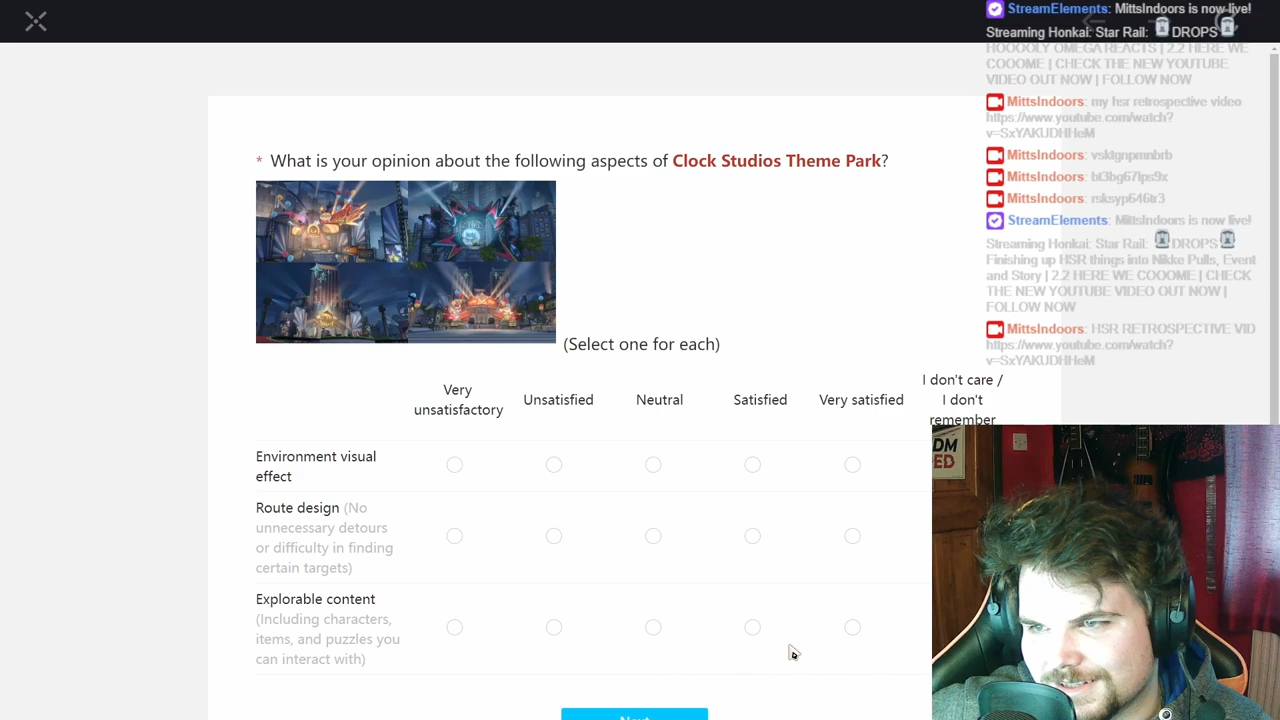 StreamElements: MittsIndoors is now live!
Streaming Honkai: Star Rail: DROPS
HOOOOLY OMEGA REACTS | 2.2 HERE WE
COOOME | CHECK THE NEW YOUTUBE
VIDEO OUT NOW | FOLLOW NOW
MittsIndoors: my hsr retrospective video
https://www.youtube.com/watch?
v=SxYAKUDHHeM
MittsIndoors: vsktgnpmnbrb
MittsIndoors: bt3bg67lps9x
MittsIndoors: rsksyp646tr3
StreamElements: MittsIndoors is now live!
Streaming Honkai: Star Rail: DROPS
Finishing up HSR things into Nikke Pulls, Event
and Story | 2.2 HERE WE COOOME | CHECK
THE NEW YOUTUBE VIDEO OUT NOW |
FOLLOW NOW
MittsIndoors: HSR RETROSPECTIVE VID
https://www.youtube.com/watch?
v=SxYAKUDHHeM
* What is your opinion about the following aspects of Clock Studios Theme Park?
(Select one for each)
Very unsatisfactory Unsatisfied Neutral Satisfied Very satisfied I don't care / I don't remember
Environment visual
effect
Route design (No
unnecessary detours
or difficulty in finding
certain targets)
Explorable content
(Including characters,
items, and puzzles you
can interact with)
Next